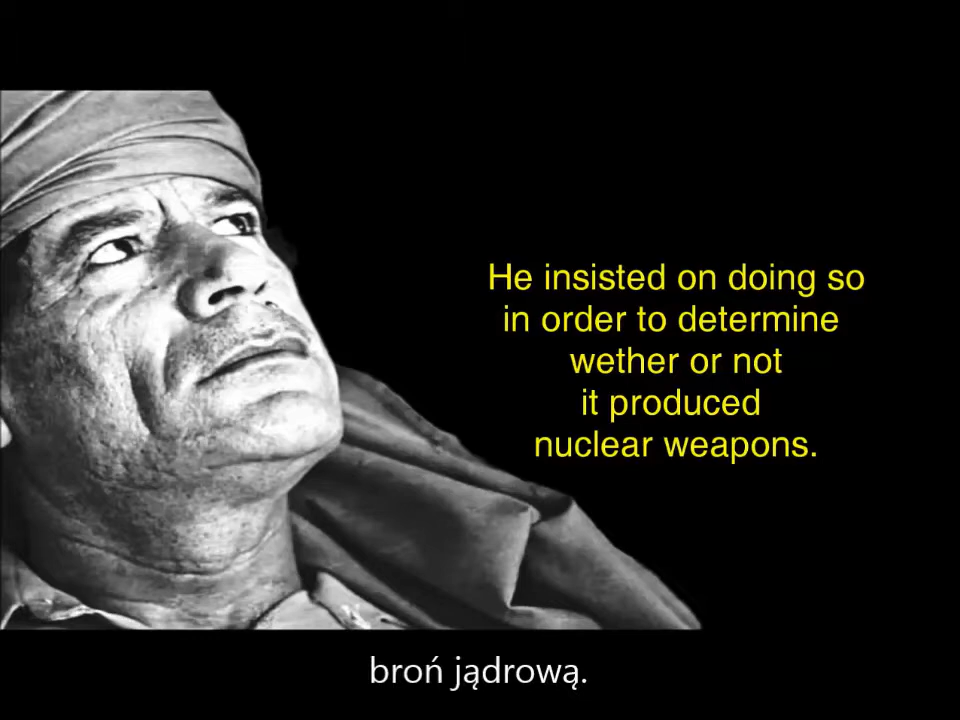 He insisted on doing so
in order to determine
wether or not
it produced
nuclear weapons.
broń jądrową.